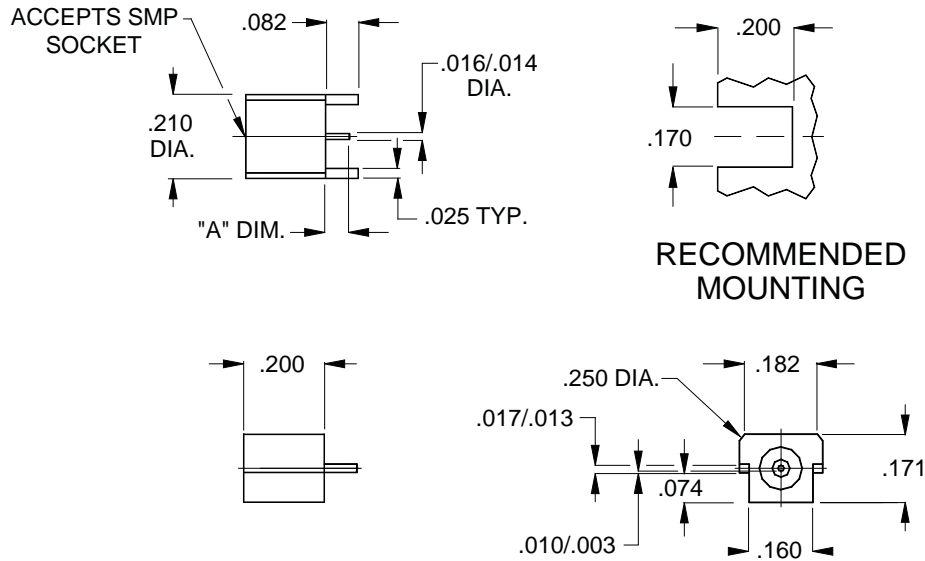 ACCEPTS SMP
SOCKET
.082
.016/.014
DIA.
.210
DIA.
"A" DIM.
.025 TYP.
.200
.170
RECOMMENDED
MOUNTING
.200
.250 DIA.
.182
.017/.013
.074
.171
.010/.003
.160